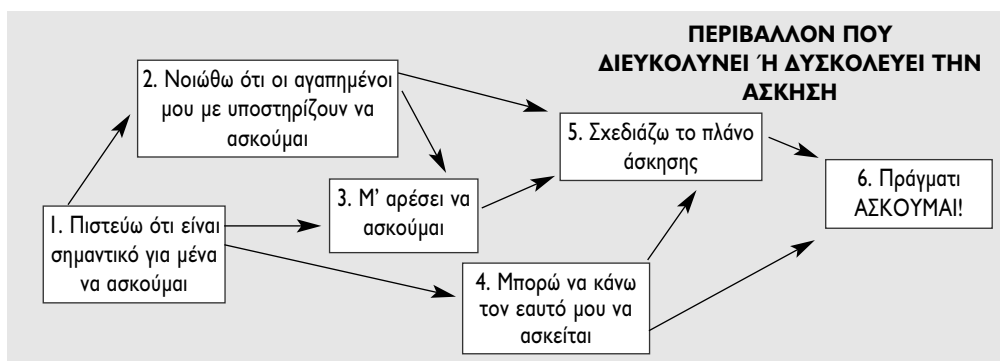 ΠΕΡΙΒΑΛΛΟΝ ΠΟΥ
ΔΙΕΥΚΟΛΥΝΕΙ Ή ΔΥΣΚΟΛΕΥΕΙ ΤΗΝ
ΑΣΚΗΣΗ
1. Πιστεύω ότι είναι
σημαντικό για μένα
να ασκούμαι
2. Νοιώθω ότι οι αγαπημένοι
μου με υποστηρίζουν να
ασκούμαι
3. Μ' αρέσει να
ασκούμαι
4. Μπορώ να κάνω
τον εαυτό μου να
ασκείται
5. Σχεδιάζω το πλάνο
άσκησης
6. Πράγματι
ΑΣΚΟΥΜΑΙ!